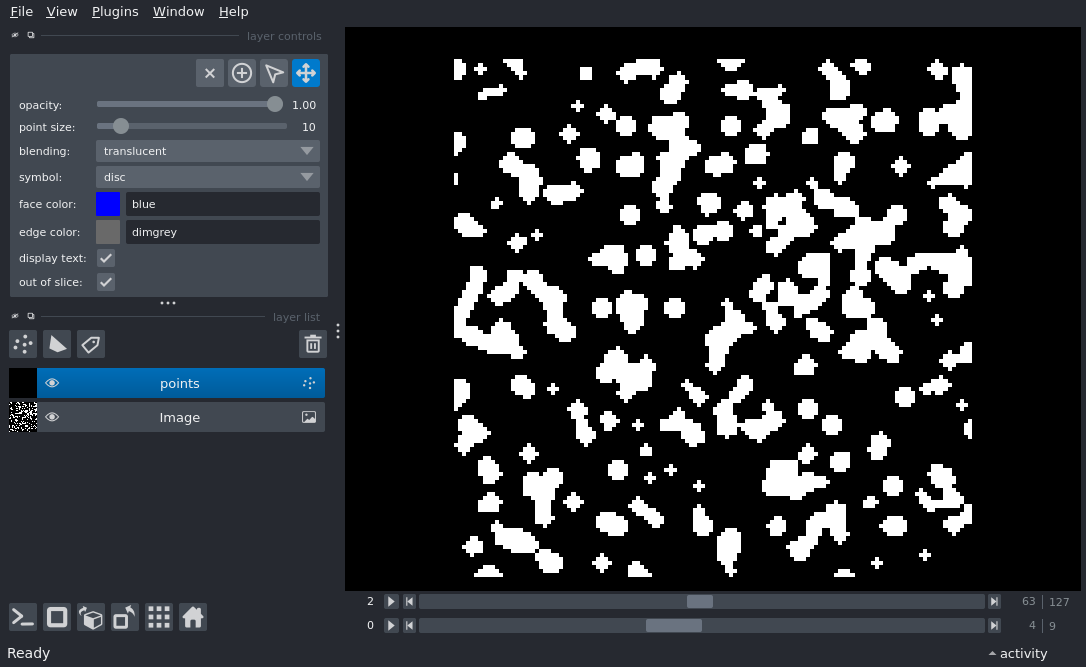 File View Plugins Window Help
layer controls
opacity: 1.00
point size: 10
blending: translucent
symbol: disc
face color: blue
edge color: dimgrey
display text:
out of slice:
layer list
points
Image
2 63 127
0 4 9
Ready activity